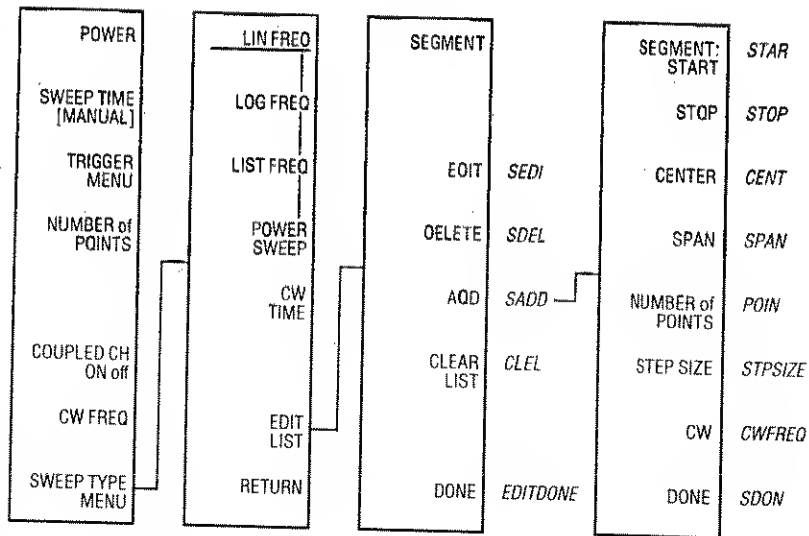 POWER
SWEEP TIME
[MANUAL]
TRIGGER
MENU
NUMBER of
POINTS
COUPLED CH
ON off
CW FREQ
SWEEP TYPE
MENU
LIN FREQ
LOG FREQ
LIST FREQ
POWER
SWEEP
CW
TIME
EDIT
LIST
RETURN
SEGMENT
EOIT SEDI
OELETE SDEL
AOD SADD
CLEAR
LIST CLEL
DONE EDITDONE
SEGMENT:
START STAR
STOP STOP
CENTER CENT
SPAN SPAN
NUMBER of
POINTS POIN
STEP SIZE STPSIZE
CW CWFREQ
DONE SDON